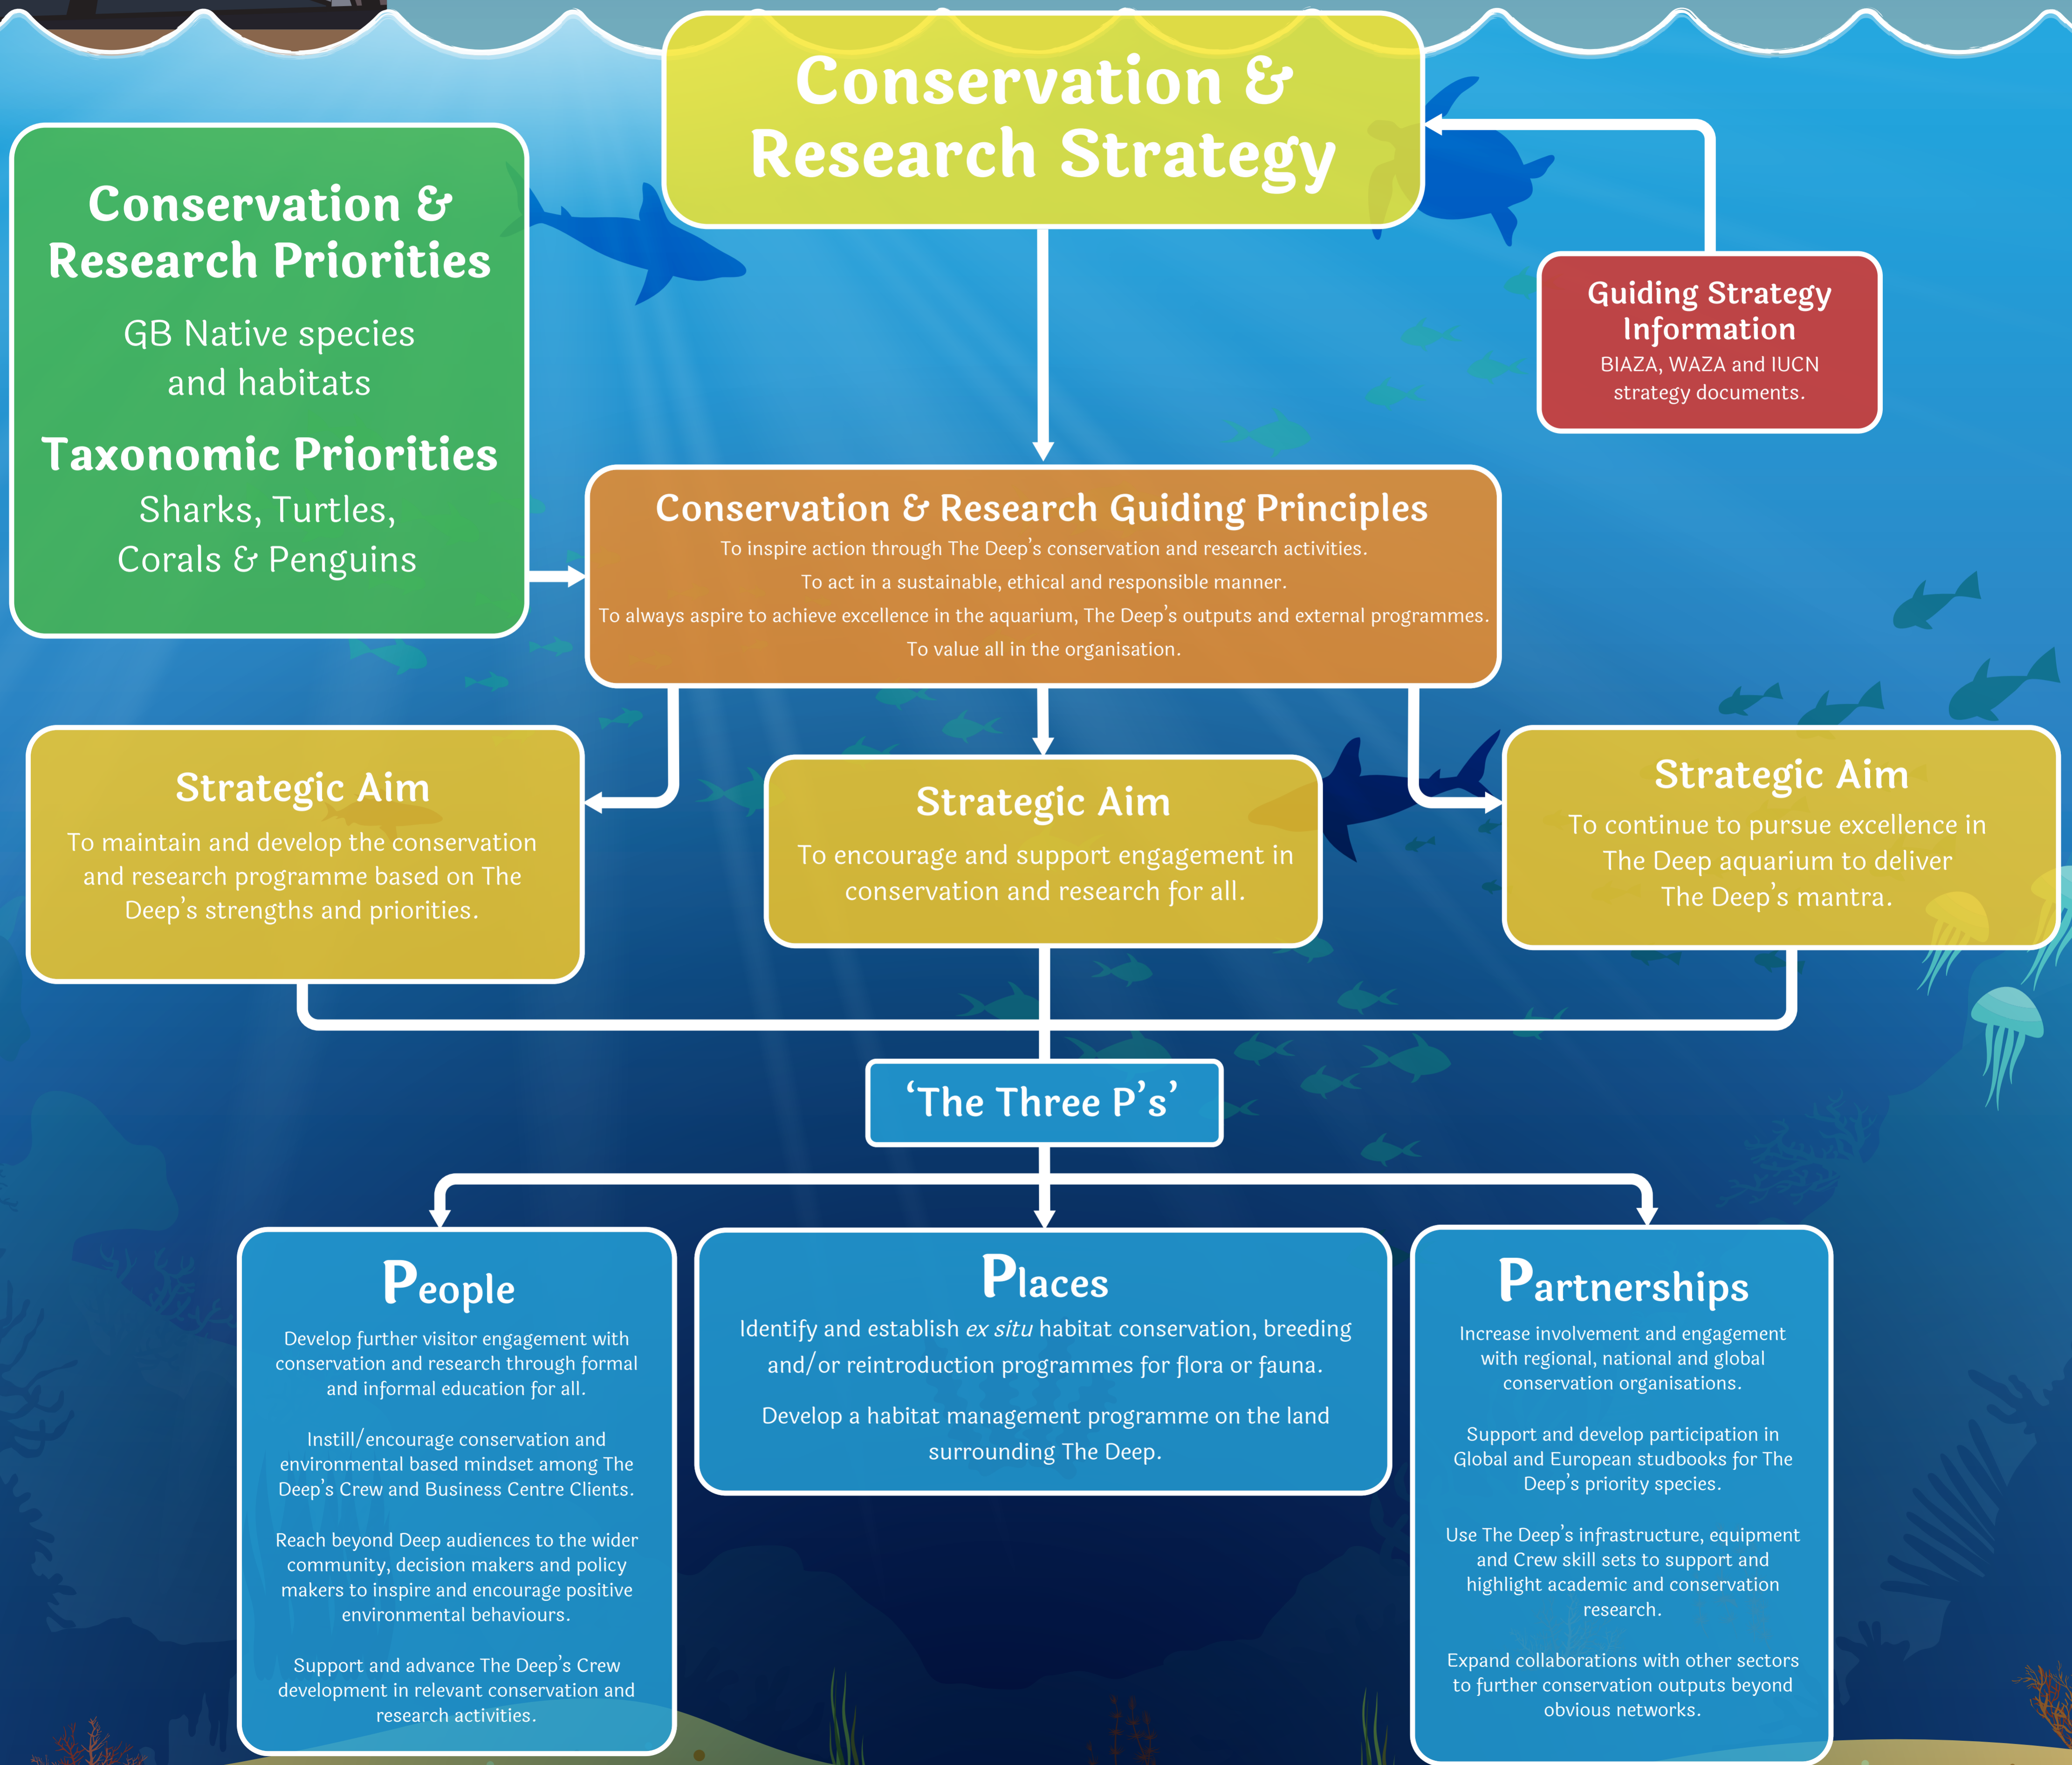 Conservation &
Research Strategy
Conservation &
Research Priorities
GB Native species
and habitats
Taxonomic Priorities
Sharks, Turtles,
Corals & Penguins
Guiding Strategy
Information
BIAZA, WAZA and IUCN
strategy documents.
Conservation & Research Guiding Principles
To inspire action through The Deep's conservation and research activities.
To act in a sustainable, ethical and responsible manner.
To always aspire to achieve excellence in the aquarium, The Deep's outputs and external programmes.
To value all in the organisation.
Strategic Aim
To maintain and develop the conservation
and research programme based on The
Deep's strengths and priorities.
Strategic Aim
To encourage and support engagement in
conservation and research for all.
Strategic Aim
To continue to pursue excellence in
The Deep aquarium to deliver
The Deep's mantra.
'The Three P's'
People
Develop further visitor engagement with
conservation and research through formal
and informal education for all.
Instill/encourage conservation and
environmental based mindset among The
Deep's Crew and Business Centre Clients.
Reach beyond Deep audiences to the wider
community, decision makers and policy
makers to inspire and encourage positive
environmental behaviours.
Support and advance The Deep's Crew
development in relevant conservation and
research activities.
Places
Identify and establish ex situ habitat conservation, breeding
and/or reintroduction programmes for flora or fauna.
Develop a habitat management programme on the land
surrounding The Deep.
Partnerships
Increase involvement and engagement
with regional, national and global
conservation organisations.
Support and develop participation in
Global and European studbooks for The
Deep's priority species.
Use The Deep's infrastructure, equipment
and Crew skill sets to support and
highlight academic and conservation
research.
Expand collaborations with other sectors
to further conservation outputs beyond
obvious networks.